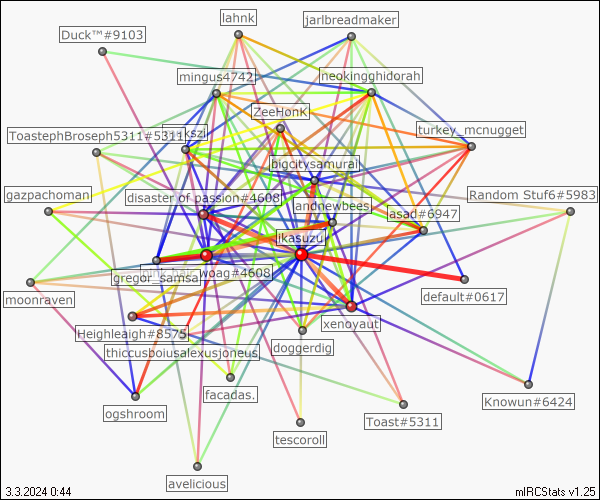 lahnk
jarlbreadmaker
Duck™#9103
mingus4742
neokingghidorah
ZeeHonK
turkey_mcnugget
ToastephBroseph5311#5311
kszi
bigcitysamurai
disaster of passion#4608
Random Stuf6#5983
gazpachoman
landnewbees
asad#6947
ikasuzu
woag#4608
gregor_samsa
moonraven
default#0617
Heighleaigh#8575
xenoyaut
doggerdig
thiccusboiusalexusjoneus
facadas.
Knowun#6424
ogshroom
Toast#5311
tescoroll
avelicious
3.3.2024 0:44
mIRCStats v1.25